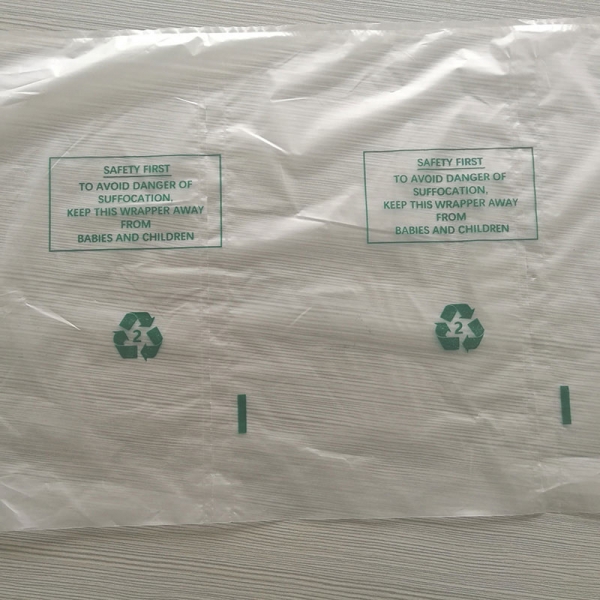 SAFETY FIRST
TO AVOID DANGER OF
SUFFOCATION,
KEEP THIS WRAPPER AWAY
FROM
BABIES AND CHILDREN
2
SAFETY FIRST
TO AVOID DANGER OF
SUFFOCATION,
KEEP THIS WRAPPER AWAY
FROM
BABIES AND CHILDREN
2